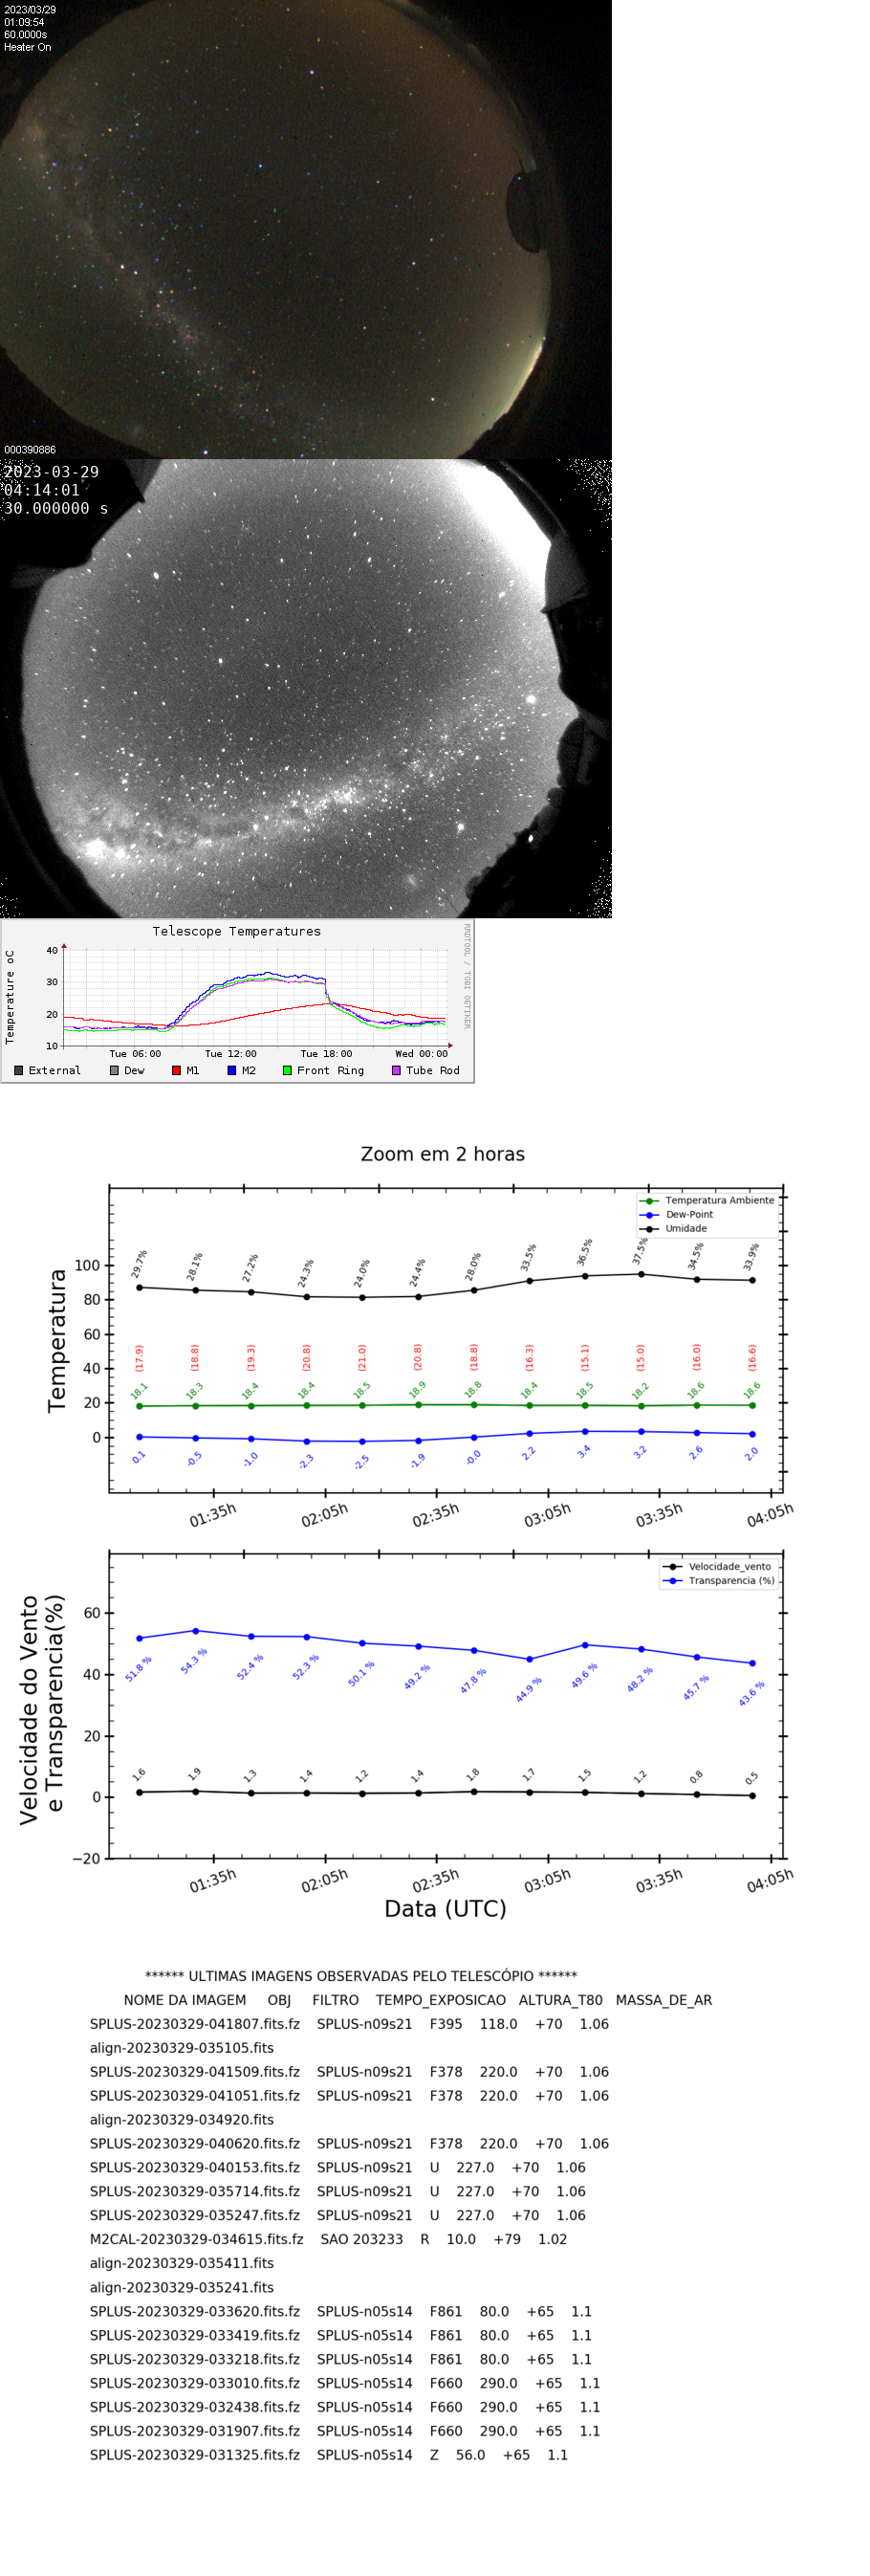 2023/03/29
01:09:54
60.0000s
Heater On
000390886
2023-03-29
04:14:01
30.000000 s
Telescope Temperatures
RRDTOOL / TOBI OETIKER
Temperature oC
40
30
20
10
Tue 06:00 Tue 12:00 Tue 18:00 Wed 00:00
External Dew M1 M2 Front Ring Tube Rod
Zoom em 2 horas
Temperatura Ambiente
Dew-Point
Umidade
Temperatura
100
80
60
40
20
0
29.7% 28.1% 27.2% 24.3% 24.0% 24.4% 28.0% 33.5% 36.5% 37.5% 34.5% 33.9%
(17.9) (18.8) (19.3) (20.8) (21.0) (20.8) (18.8) (16.3) (15.1) (15.0) (16.0) (16.6)
18.1 18.3 18.4 18.4 18.5 18.9 18.8 18.4 18.5 18.2 18.6 18.6
0.1 -0.5 -1.0 -2.3 -2.5 -1.9 -0.0 2.2 3.4 3.2 2.6 2.0
01:35h 02:05h 02:35h 03:05h 03:35h 04:05h
Velocidade_vento
Transparencia (%)
Velocidade do Vento
e Transparencia(%)
60
40
20
0
−20
51.8 % 54.3 % 52.4 % 52.3 % 50.1 % 49.2 % 47.8 % 44.9 % 49.6 % 48.2 % 45.7 % 43.6 %
1.6 1.9 1.3 1.4 1.2 1.4 1.8 1.7 1.5 1.2 0.8 0.5
01:35h 02:05h 02:35h 03:05h 03:35h 04:05h
Data (UTC)
****** ULTIMAS IMAGENS OBSERVADAS PELO TELESCÓPIO ******
NOME DA IMAGEM OBJ FILTRO TEMPO_EXPOSICAO ALTURA_T80 MASSA_DE_AR
SPLUS-20230329-041807.fits.fz SPLUS-n09s21 F395 118.0 +70 1.06
align-20230329-035105.fits
SPLUS-20230329-041509.fits.fz SPLUS-n09s21 F378 220.0 +70 1.06
SPLUS-20230329-041051.fits.fz SPLUS-n09s21 F378 220.0 +70 1.06
align-20230329-034920.fits
SPLUS-20230329-040620.fits.fz SPLUS-n09s21 F378 220.0 +70 1.06
SPLUS-20230329-040153.fits.fz SPLUS-n09s21 U 227.0 +70 1.06
SPLUS-20230329-035714.fits.fz SPLUS-n09s21 U 227.0 +70 1.06
SPLUS-20230329-035247.fits.fz SPLUS-n09s21 U 227.0 +70 1.06
M2CAL-20230329-034615.fits.fz SAO 203233 R 10.0 +79 1.02
align-20230329-035411.fits
align-20230329-035241.fits
SPLUS-20230329-033620.fits.fz SPLUS-n05s14 F861 80.0 +65 1.1
SPLUS-20230329-033419.fits.fz SPLUS-n05s14 F861 80.0 +65 1.1
SPLUS-20230329-033218.fits.fz SPLUS-n05s14 F861 80.0 +65 1.1
SPLUS-20230329-033010.fits.fz SPLUS-n05s14 F660 290.0 +65 1.1
SPLUS-20230329-032438.fits.fz SPLUS-n05s14 F660 290.0 +65 1.1
SPLUS-20230329-031907.fits.fz SPLUS-n05s14 F660 290.0 +65 1.1
SPLUS-20230329-031325.fits.fz SPLUS-n05s14 Z 56.0 +65 1.1